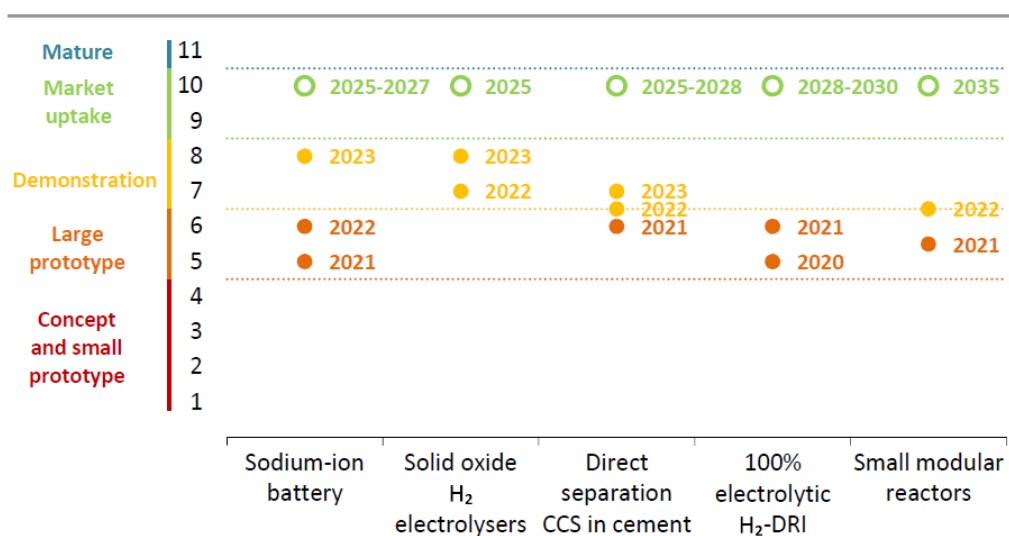 Mature
11
Market
uptake
10
2025-2027
2025
2025-2028
2028-2030
2035
9
Demonstration
8
2023
2023
7
2022
2023
2022
2022
Large
prototype
6
2022
2021
2021
2021
5
2021
2020
Concept
and small
prototype
4
3
2
1
Sodium-ion
battery
Solid oxide
H₂
electrolysers
Direct
separation
CCS in cement
100%
electrolytic
H₂-DRI
Small modular
reactors